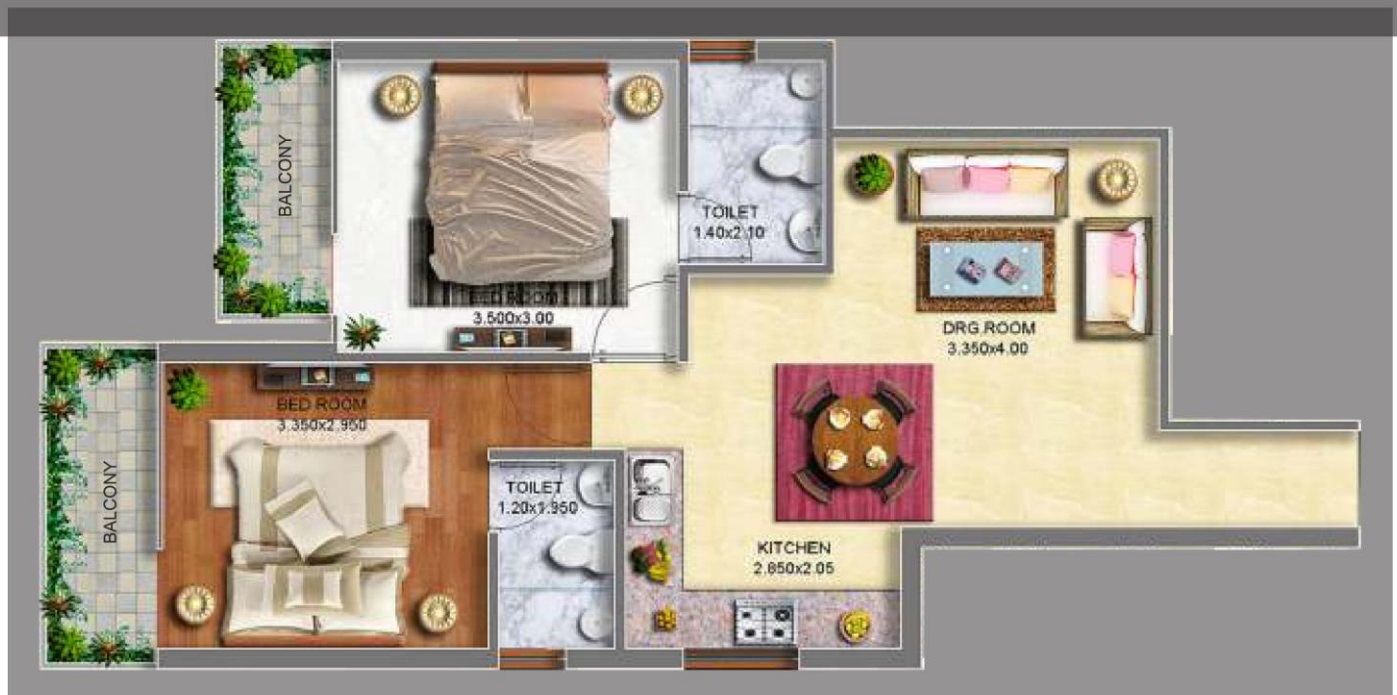 BALCONY
TOILET
1.40x2.10
BED ROOM
3.500x3.00
DRG.ROOM
3.350x4.00
BED ROOM
3.350x2.950
BALCONY
TOILET
1.20x1.950
KITCHEN
2.850x2.05